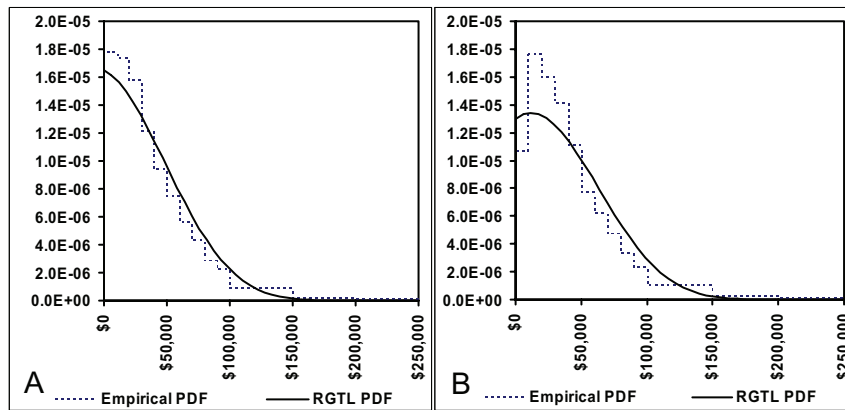 2.0E-05
1.8E-05
1.6E-05
1.4E-05
1.2E-05
1.0E-05
8.0E-06
6.0E-06
4.0E-06
2.0E-06
0.0E+00
$0
$50,000
$100,000
$150,000
$200,000
$250,000
A
Empirical PDF
RGTL PDF
2.0E-05
1.8E-05
1.6E-05
1.4E-05
1.2E-05
1.0E-05
8.0E-06
6.0E-06
4.0E-06
2.0E-06
0.0E+00
$0
$50,000
$100,000
$150,000
$200,000
$250,000
B
Empirical PDF
RGTL PDF